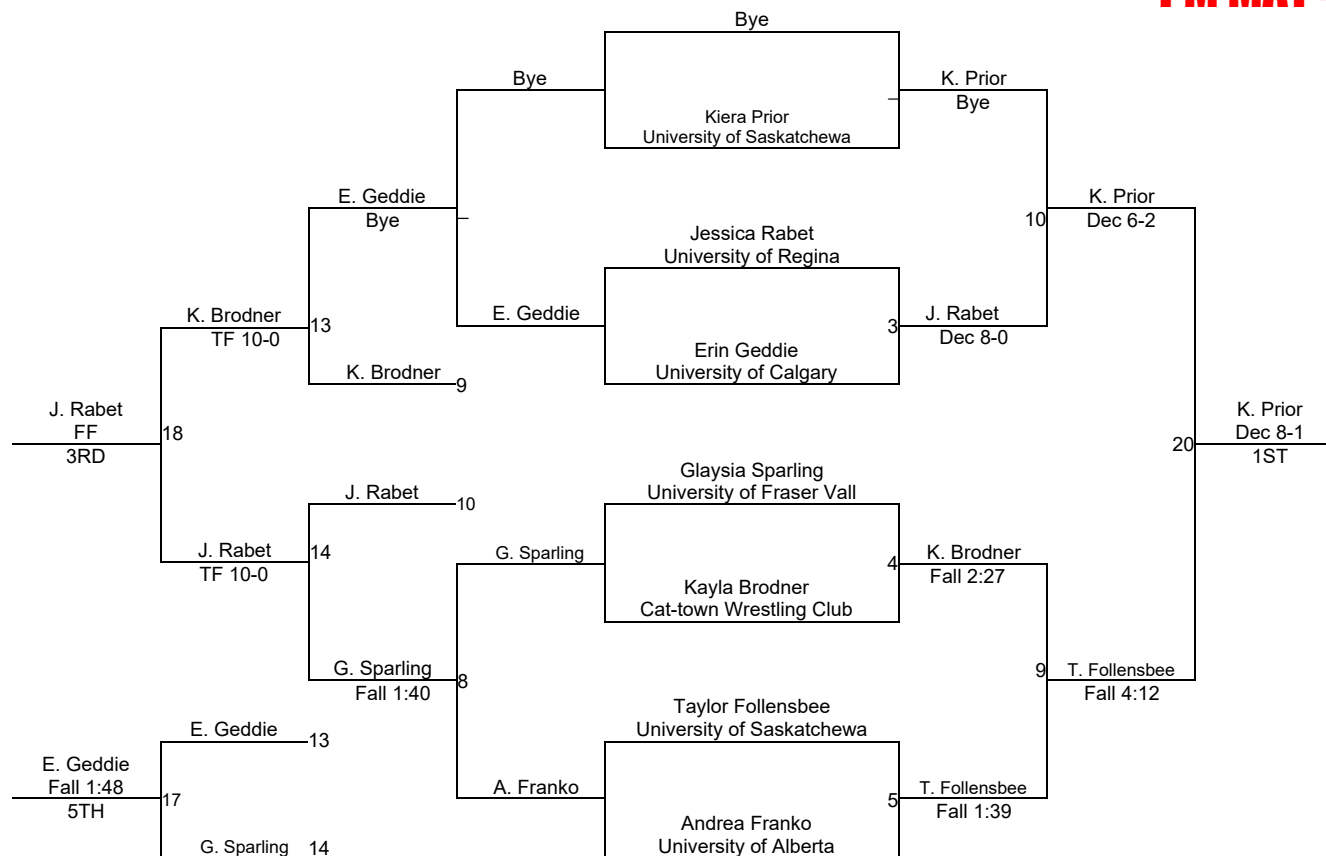 PM MAT
Bye
Bye
K. Prior
Bye
Kiera Prior
University of Saskatchewa
E. Geddie
Bye
K. Prior
10
Dec 6-2
Jessica Rabet
University of Regina
K. Brodner
13
TF 10-0
E. Geddie
3
J. Rabet
Dec 8-0
Erin Geddie
University of Calgary
K. Brodner
9
J. Rabet
FF
18
3RD
K. Prior
Dec 8-1
20
1ST
Glaysia Sparling
University of Fraser Vall
J. Rabet
10
J. Rabet
14
TF 10-0
G. Sparling
4
K. Brodner
Fall 2:27
Kayla Brodner
Cat-town Wrestling Club
G. Sparling
8
Fall 1:40
9
T. Follensbee
Fall 4:12
Taylor Follensbee
University of Saskatchewa
E. Geddie
13
E. Geddie
Fall 1:48
17
5TH
A. Franko
5
T. Follensbee
Fall 1:39
Andrea Franko
University of Alberta
G. Sparling
14